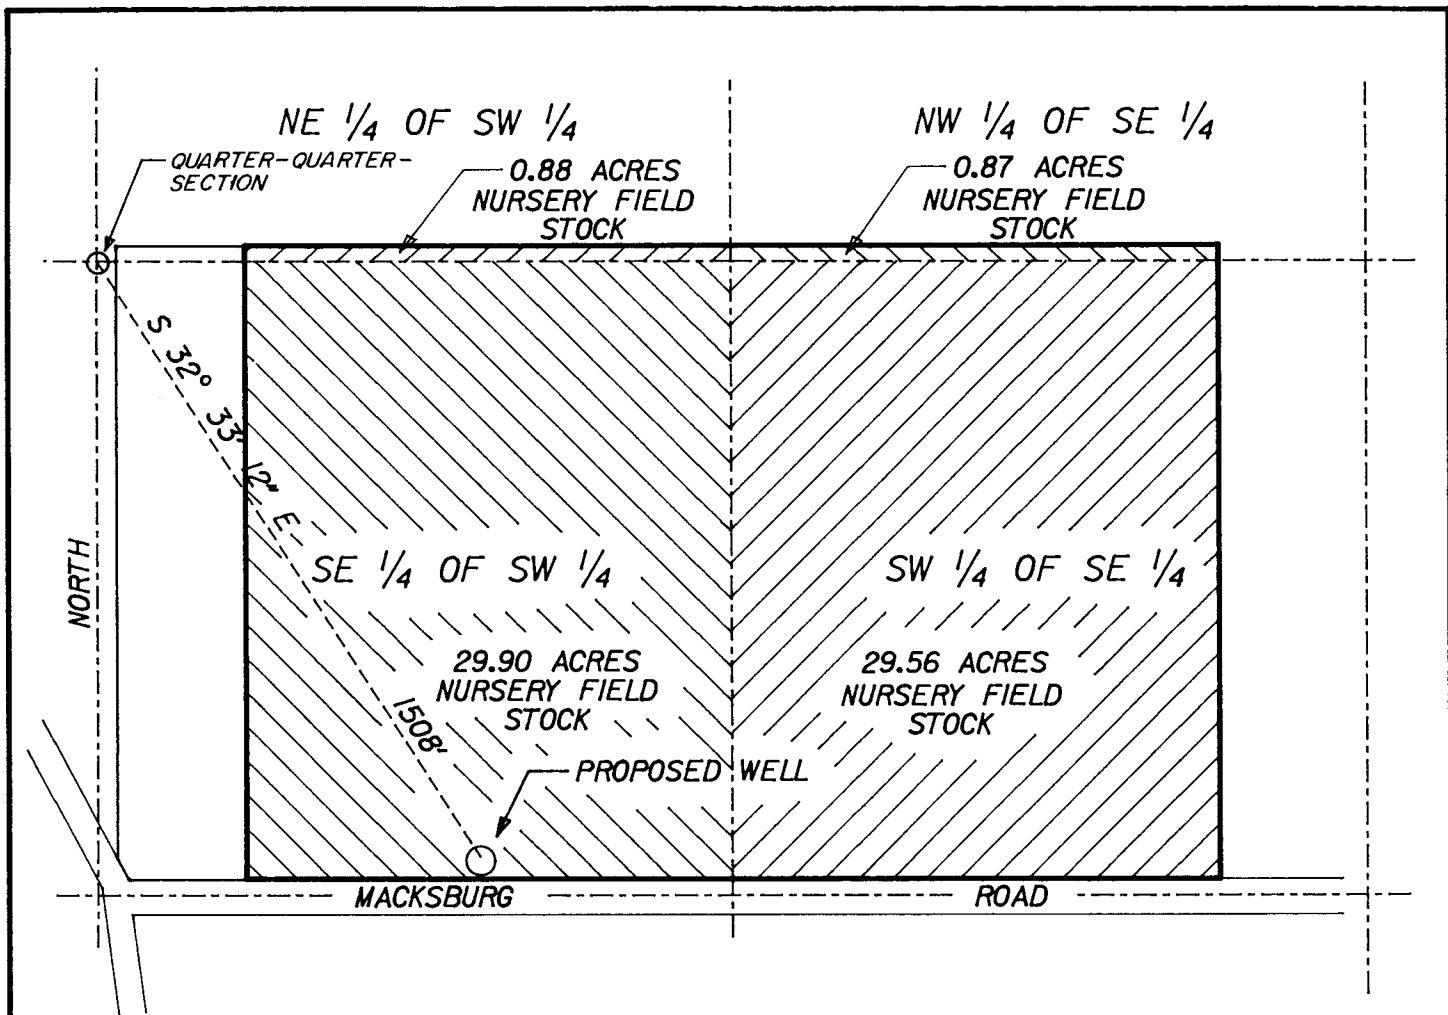 NE 1/4 OF SW 1/4
NW 1/4 OF SE 1/4
QUARTER-QUARTER-
SECTION
0.88 ACRES
NURSERY FIELD
STOCK
0.87 ACRES
NURSERY FIELD
STOCK
S 32° 33' 12" E
1508'
NORTH
SE 1/4 OF SW 1/4
SW 1/4 OF SE 1/4
29.90 ACRES
NURSERY FIELD
STOCK
29.56 ACRES
NURSERY FIELD
STOCK
PROPOSED WELL
MACKSBURG ROAD